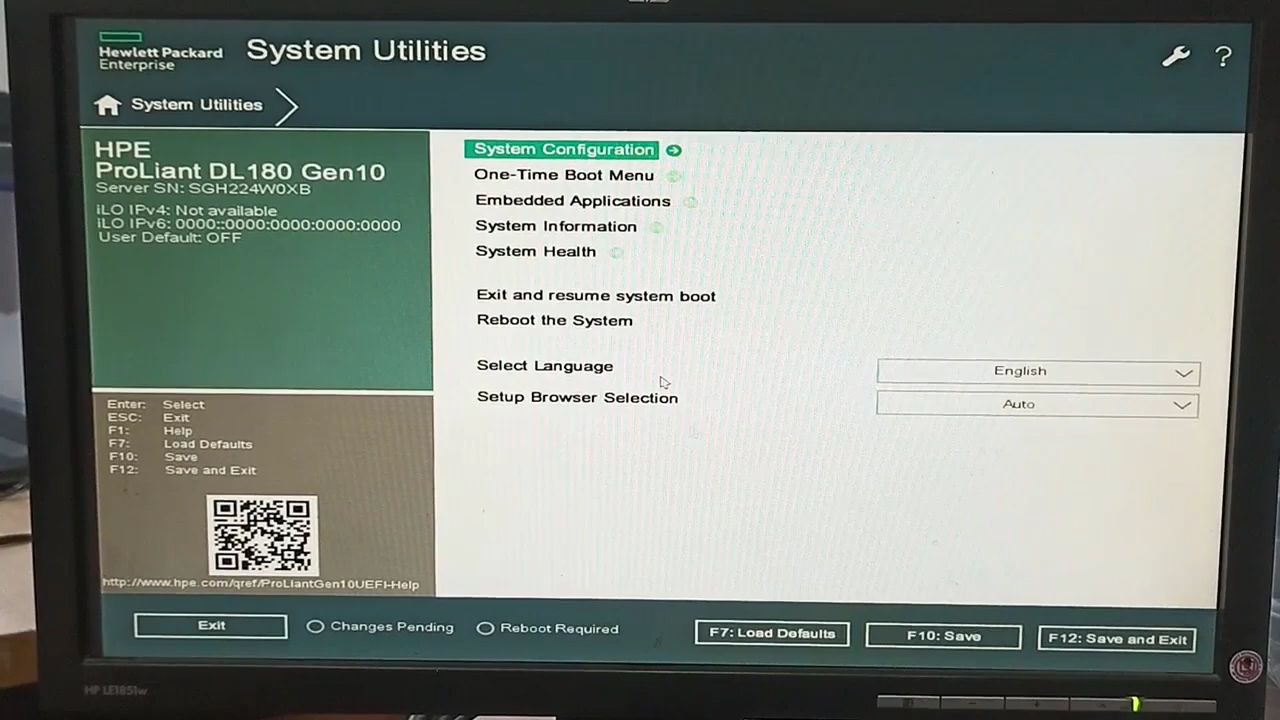 Hewlett Packard
Enterprise
System Utilities
?
System Utilities
HPE
ProLiant DL180 Gen10
Server SN: SGH224W0XB
iLO IPv4: Not available
iLO IPv6: 0000::0000:0000:0000:0000
User Default: OFF
Enter: Select
ESC: Exit
F1: Help
F7: Load Defaults
F10: Save
F12: Save and Exit
http://www.hpe.com/qref/ProLiantGen10UEFI-Help
System Configuration
One-Time Boot Menu
Embedded Applications
System Information
System Health
Exit and resume system boot
Reboot the System
Select Language English
Setup Browser Selection Auto
Exit
Changes Pending
Reboot Required
F7: Load Defaults
F10: Save
F12: Save and Exit
HP LE1851w